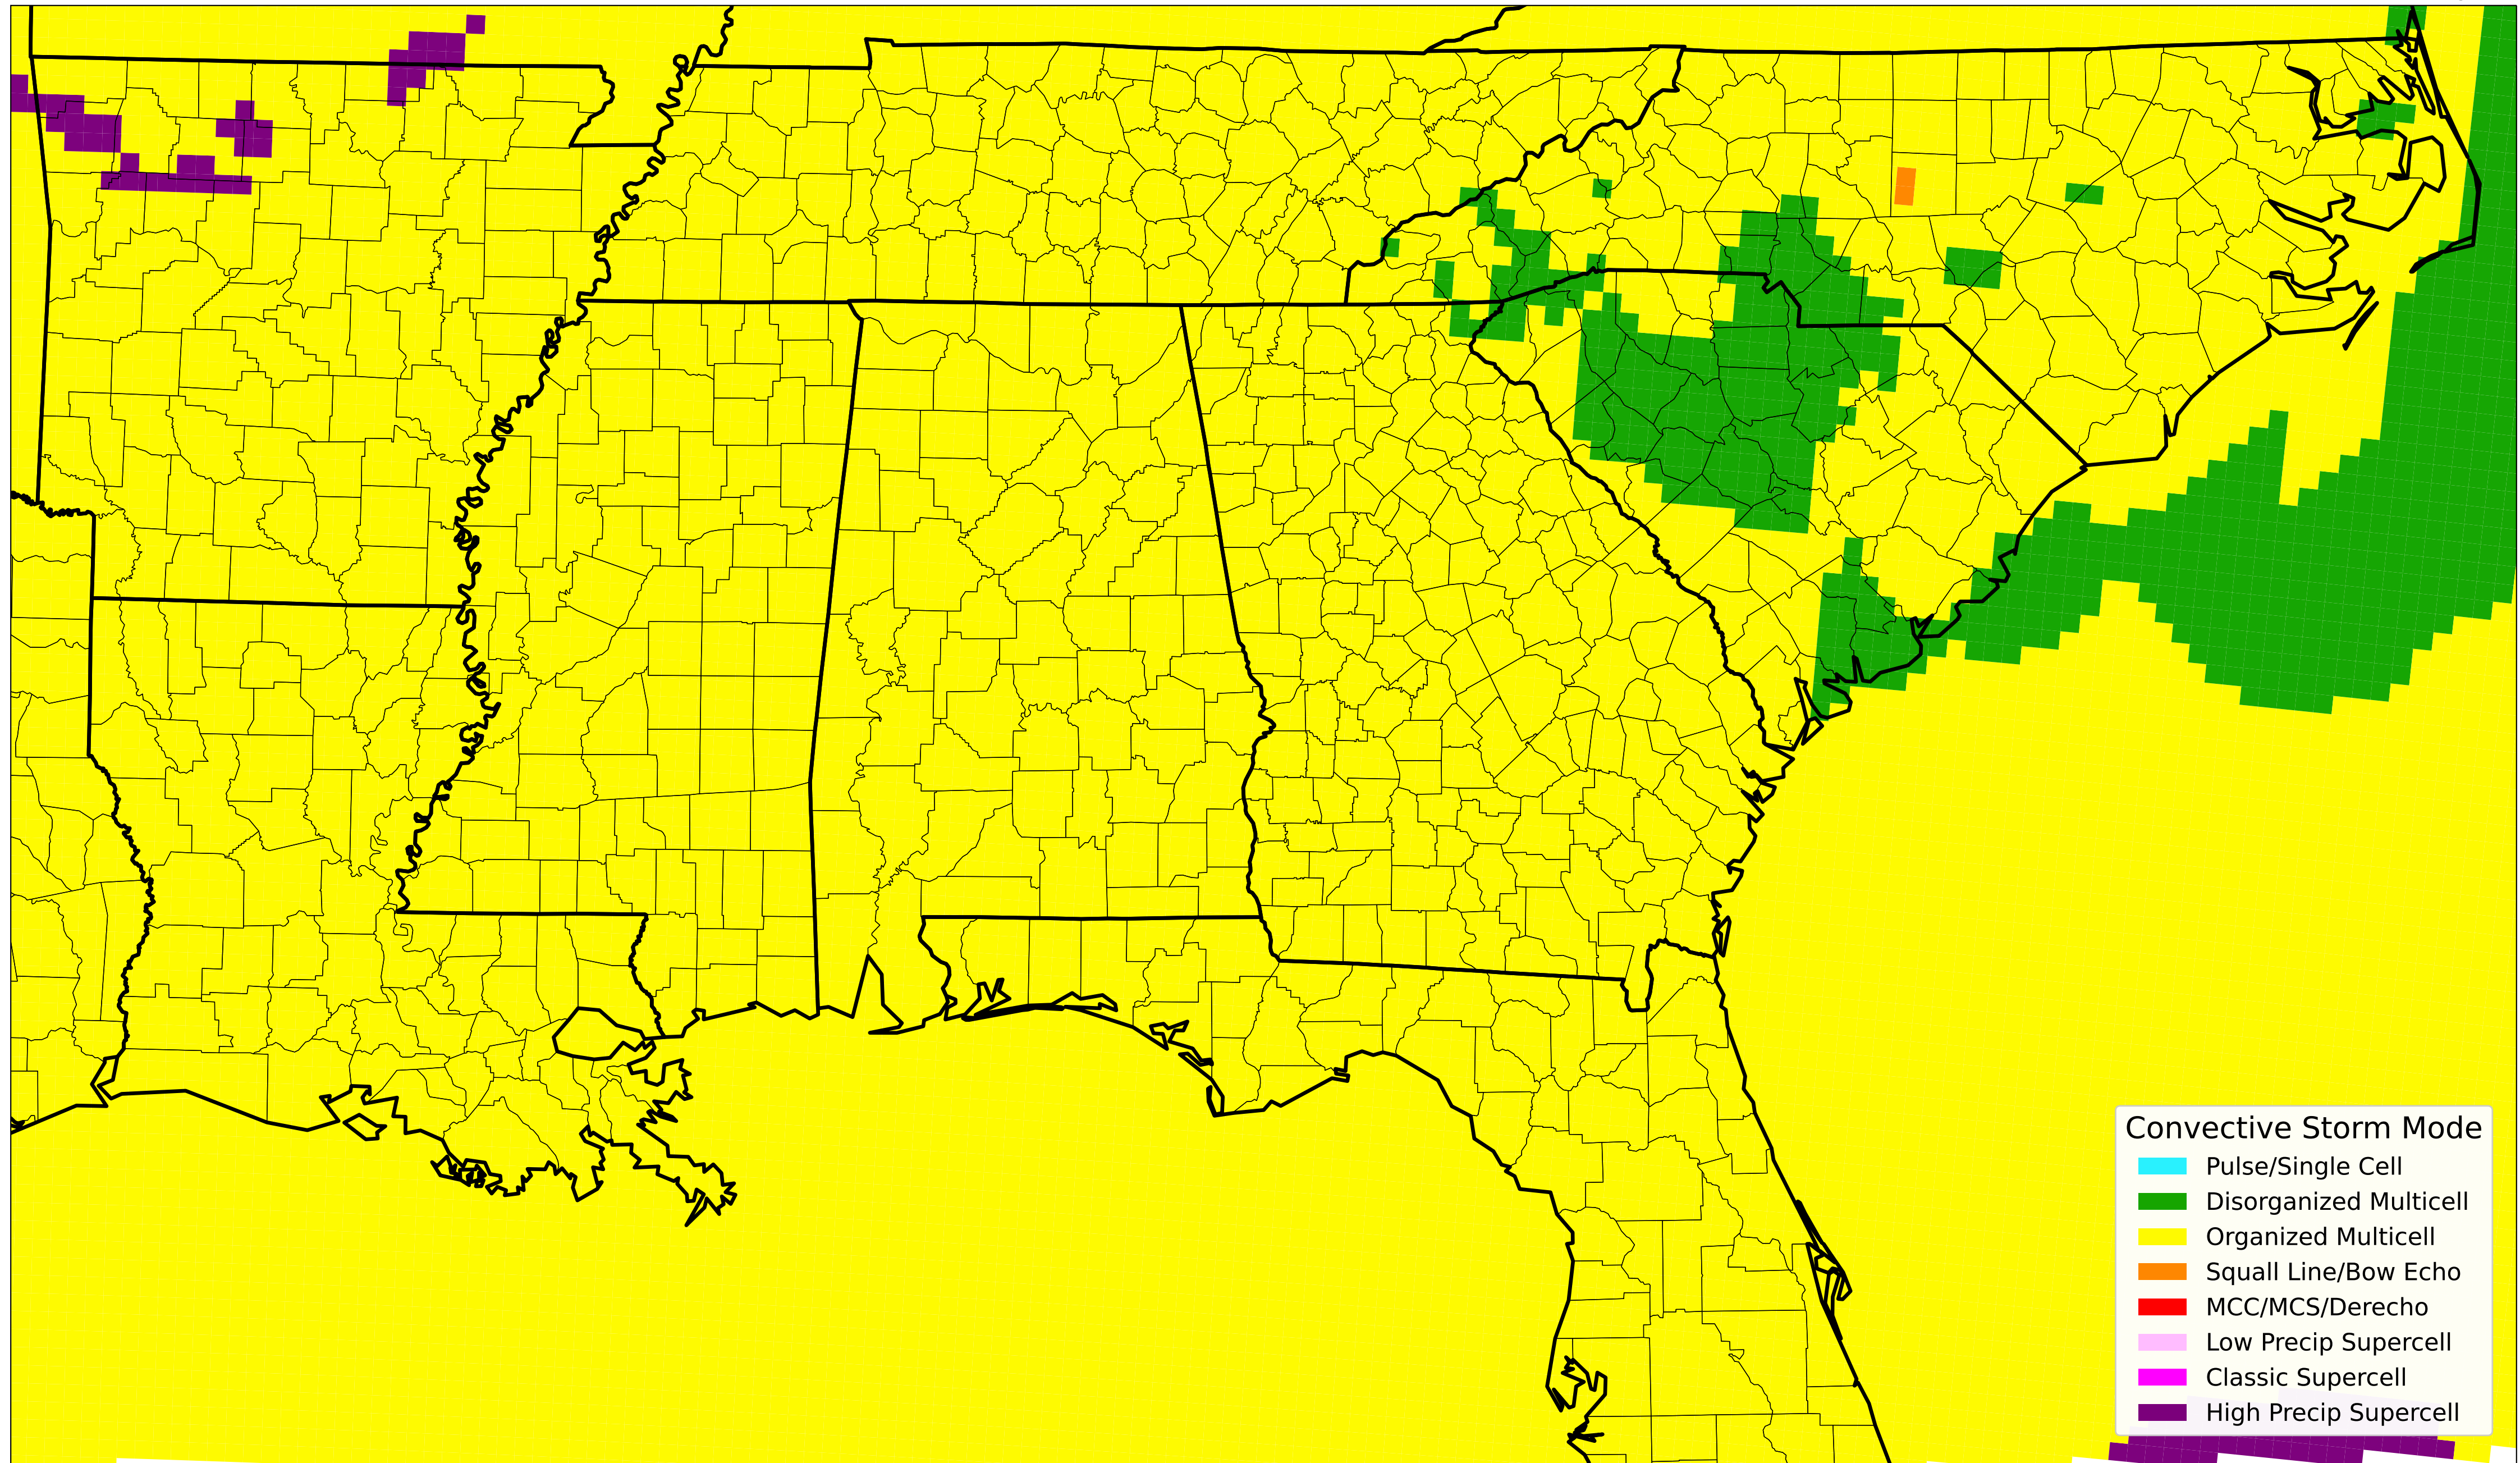 Convective Storm Mode
Pulse/Single Cell
Disorganized Multicell
Organized Multicell
Squall Line/Bow Echo
MCC/MCS/Derecho
Low Precip Supercell
Classic Supercell
High Precip Supercell